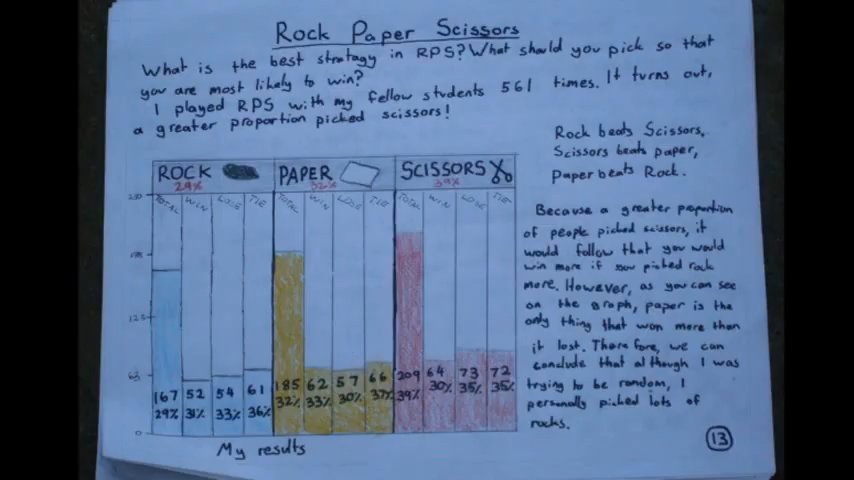 Rock Paper Scissors
What is the best stratagy in RPS? What should you pick so that
you are most likely to win?
I played RPS with my fellow students 561 times. It turns out,
a greater proportion picked scissors!
Rock beats Scissors,
Scissors beats paper,
Paper beats Rock.
ROCK PAPER SCISSORS
29% 32% 39%
TOTAL WIN LOSE TIE TOTAL WIN LOSE TIE TOTAL WIN LOSE TIE
125
63
0
167 52 54 61 185 62 57 66 209 64 73 72
29% 31% 33% 36% 32% 33% 30% 37% 39% 30% 35% 35%
My results
Because a greater proportion
of people picked scissors, it
would follow that you would
win more if you picked rock
more. However, as you can see
on the graph, paper is the
only thing that won more than
it lost. Therefore, we can
conclude that although I was
trying to be random, I
personally picked lots of
rocks.
13